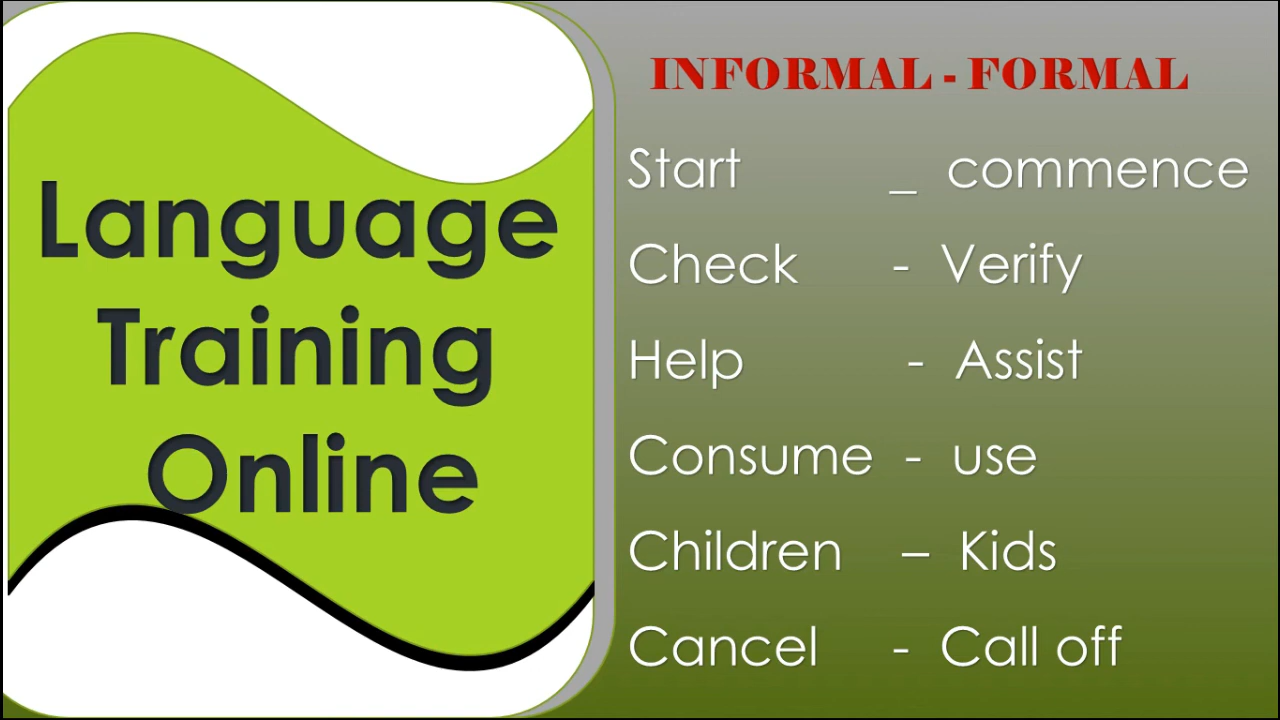 Language
Training
Online
INFORMAL - FORMAL
Start _ commence
Check - Verify
Help - Assist
Consume - use
Children – Kids
Cancel - Call off